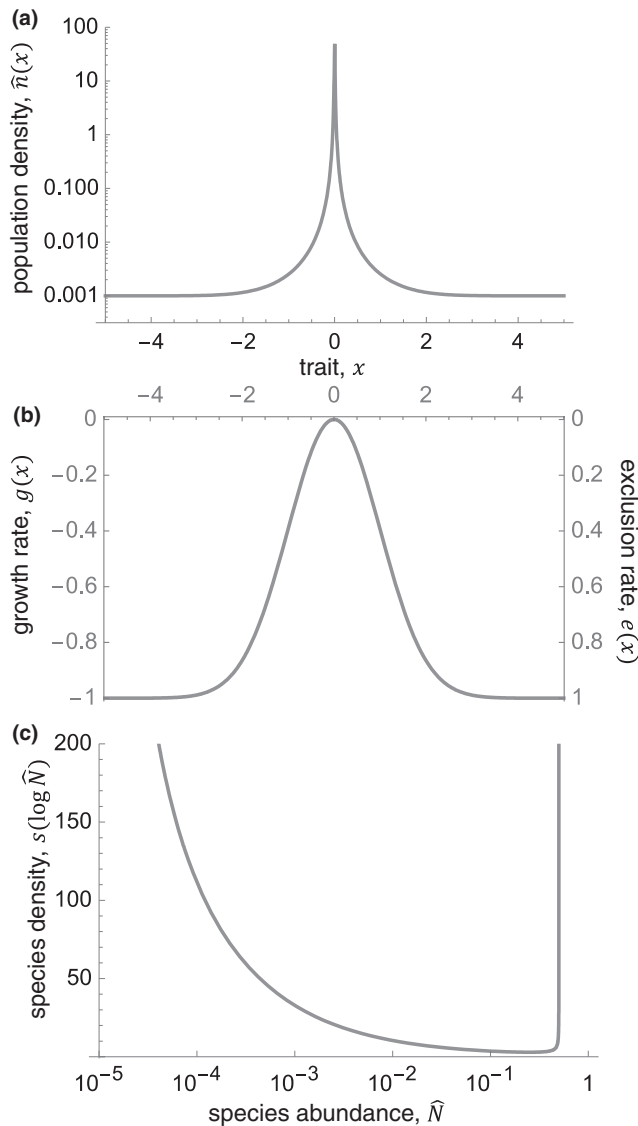 (a)
population density, n̂(x)
100
10
1
0.100
0.010
0.001
−4 −2 0 2 4
trait, x
−4 −2 0 2 4
(b)
growth rate, g(x)
0
−0.2
−0.4
−0.6
−0.8
−1
0
0.2
0.4
0.6
0.8
1
exclusion rate, e(x)
(c)
species density, s(log N̂)
200
150
100
50
10⁻⁵ 10⁻⁴ 10⁻³ 10⁻² 10⁻¹ 1
species abundance, N̂